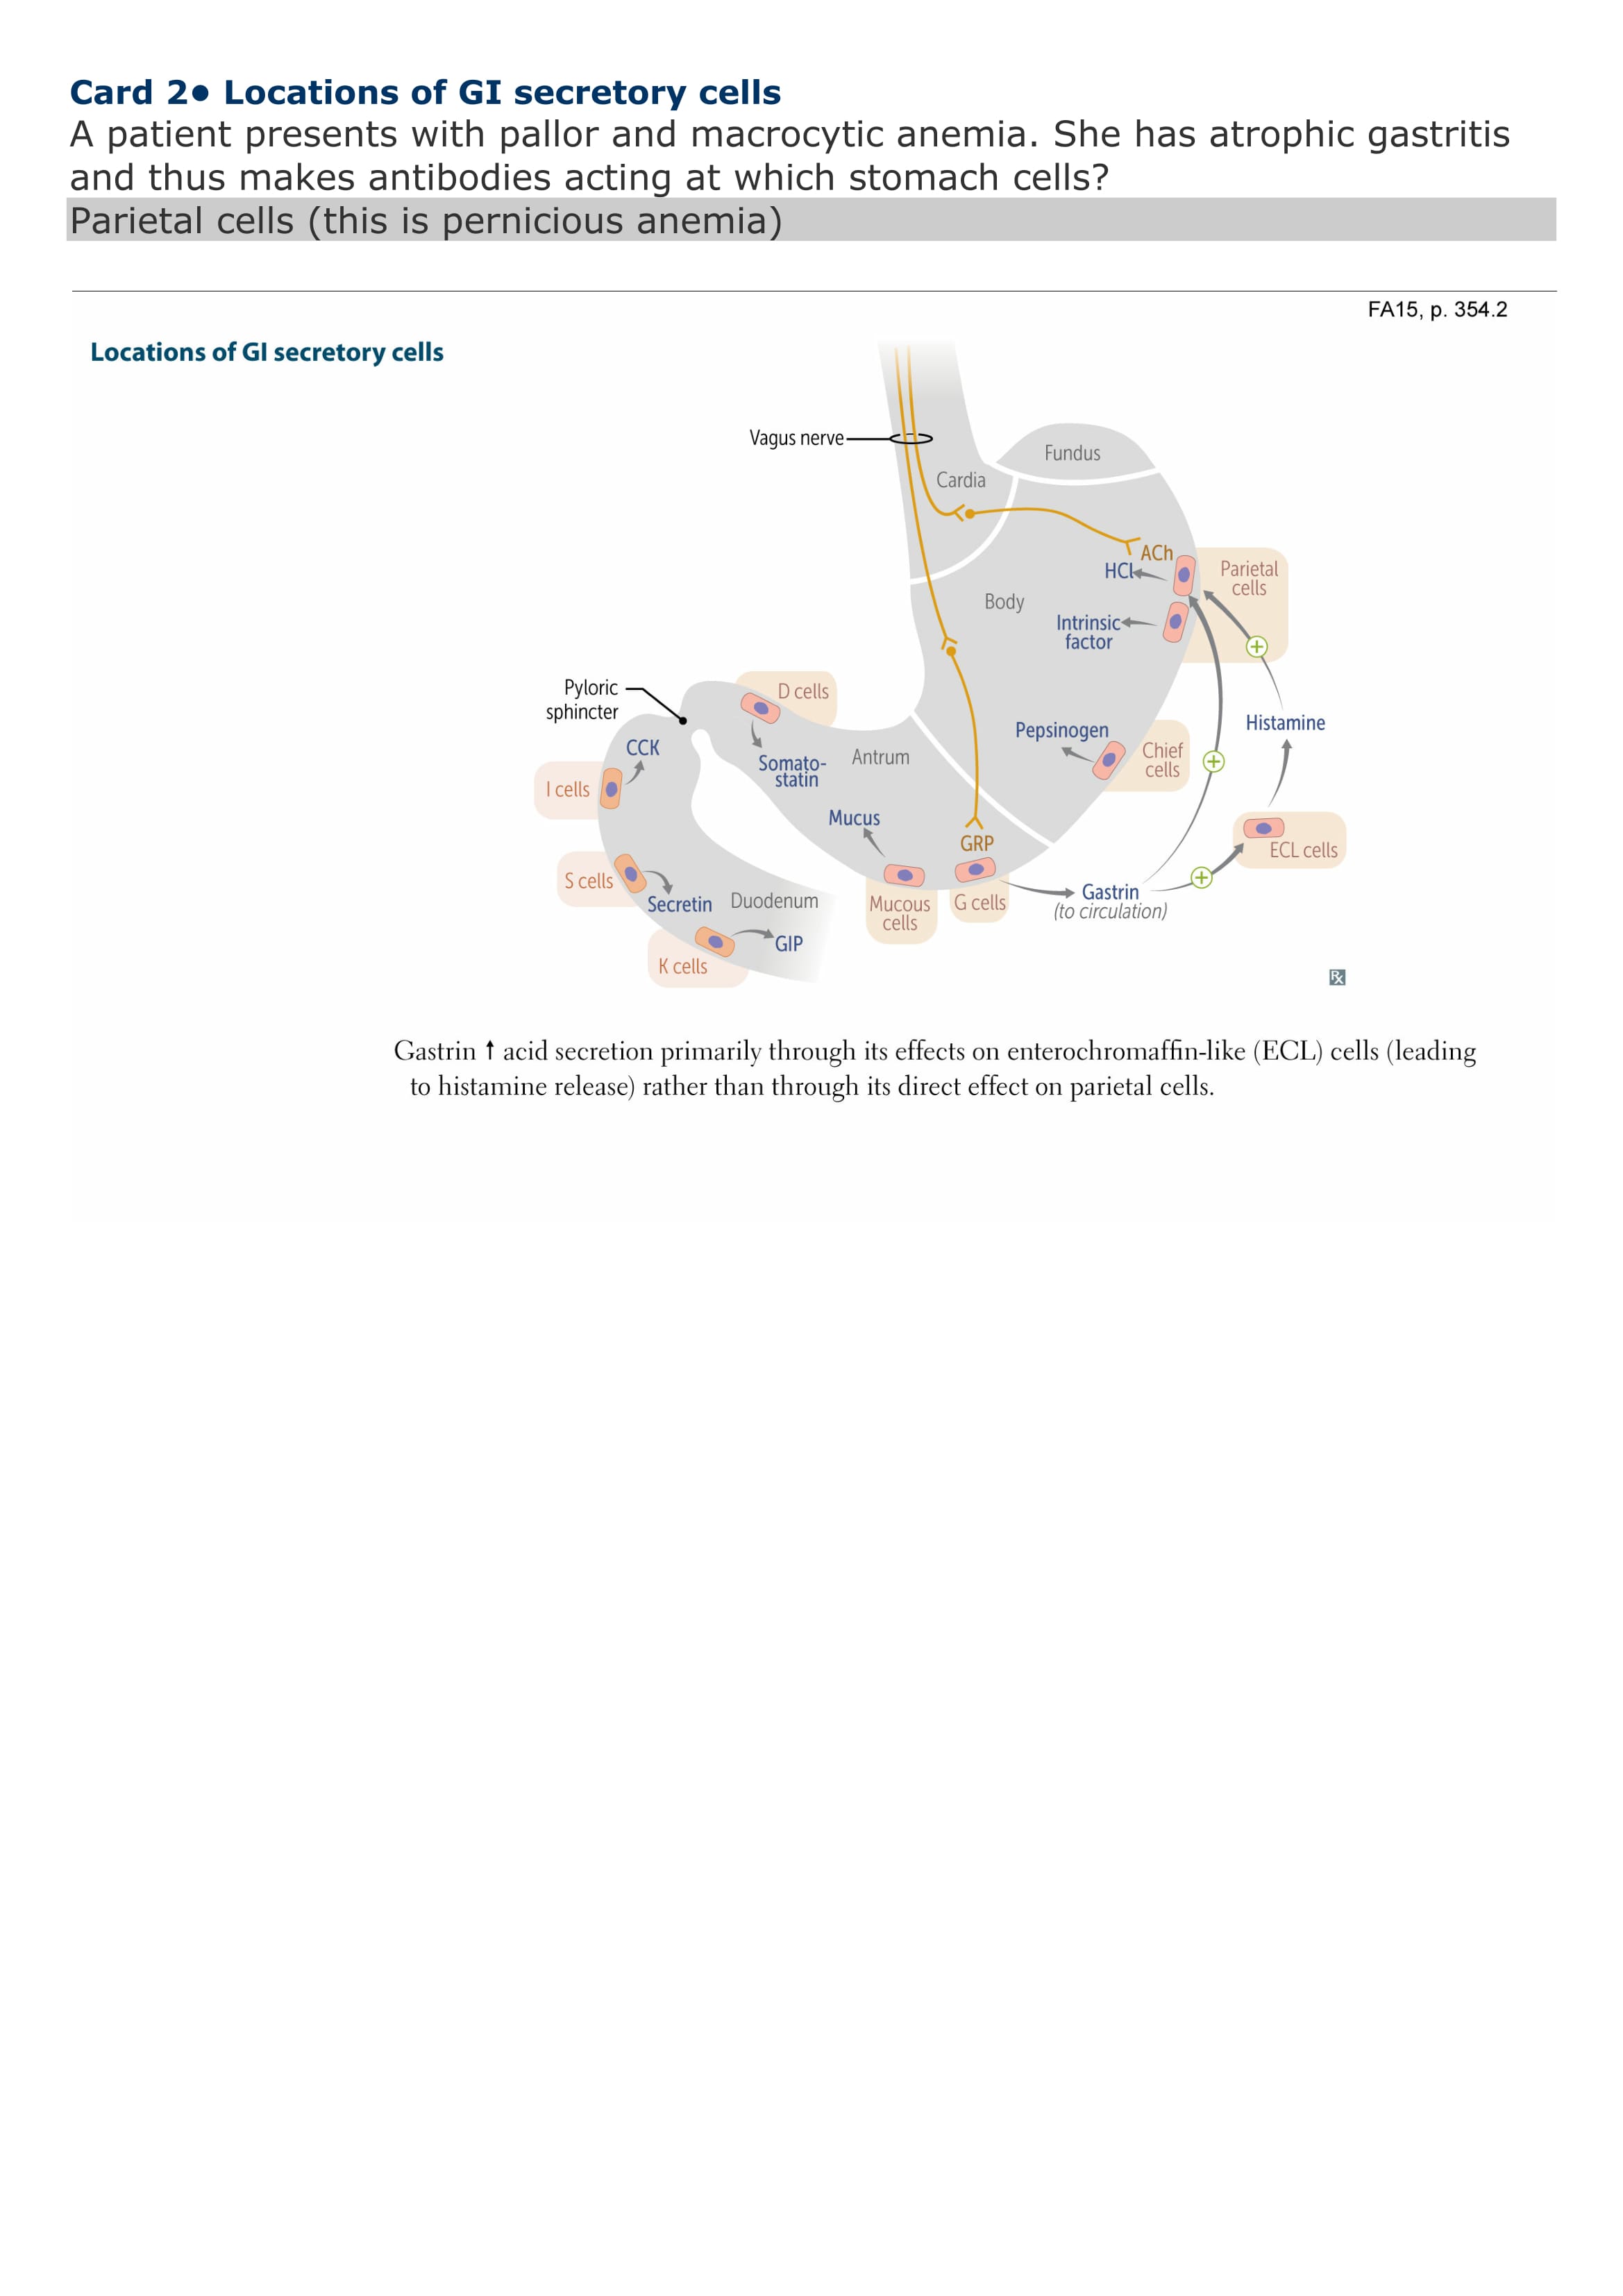 Card 2● Locations of GI secretory cells
A patient presents with pallor and macrocytic anemia. She has atrophic gastritis
and thus makes antibodies acting at which stomach cells?
Parietal cells (this is pernicious anemia)
FA15, p. 354.2
Locations of GI secretory cells
Vagus nerve
Fundus
Cardia
ACh
HCl
Parietal
cells
Body
Intrinsic
factor
Pyloric
sphincter
D cells
Histamine
Pepsinogen
Chief
cells
CCK
Somato-
statin
Antrum
I cells
Mucus
GRP
ECL cells
S cells
Secretin
Duodenum
Mucous
cells
G cells
Gastrin
(to circulation)
GIP
K cells
Rx
Gastrin ↑ acid secretion primarily through its effects on enterochromaffin-like (ECL) cells (leading
to histamine release) rather than through its direct effect on parietal cells.